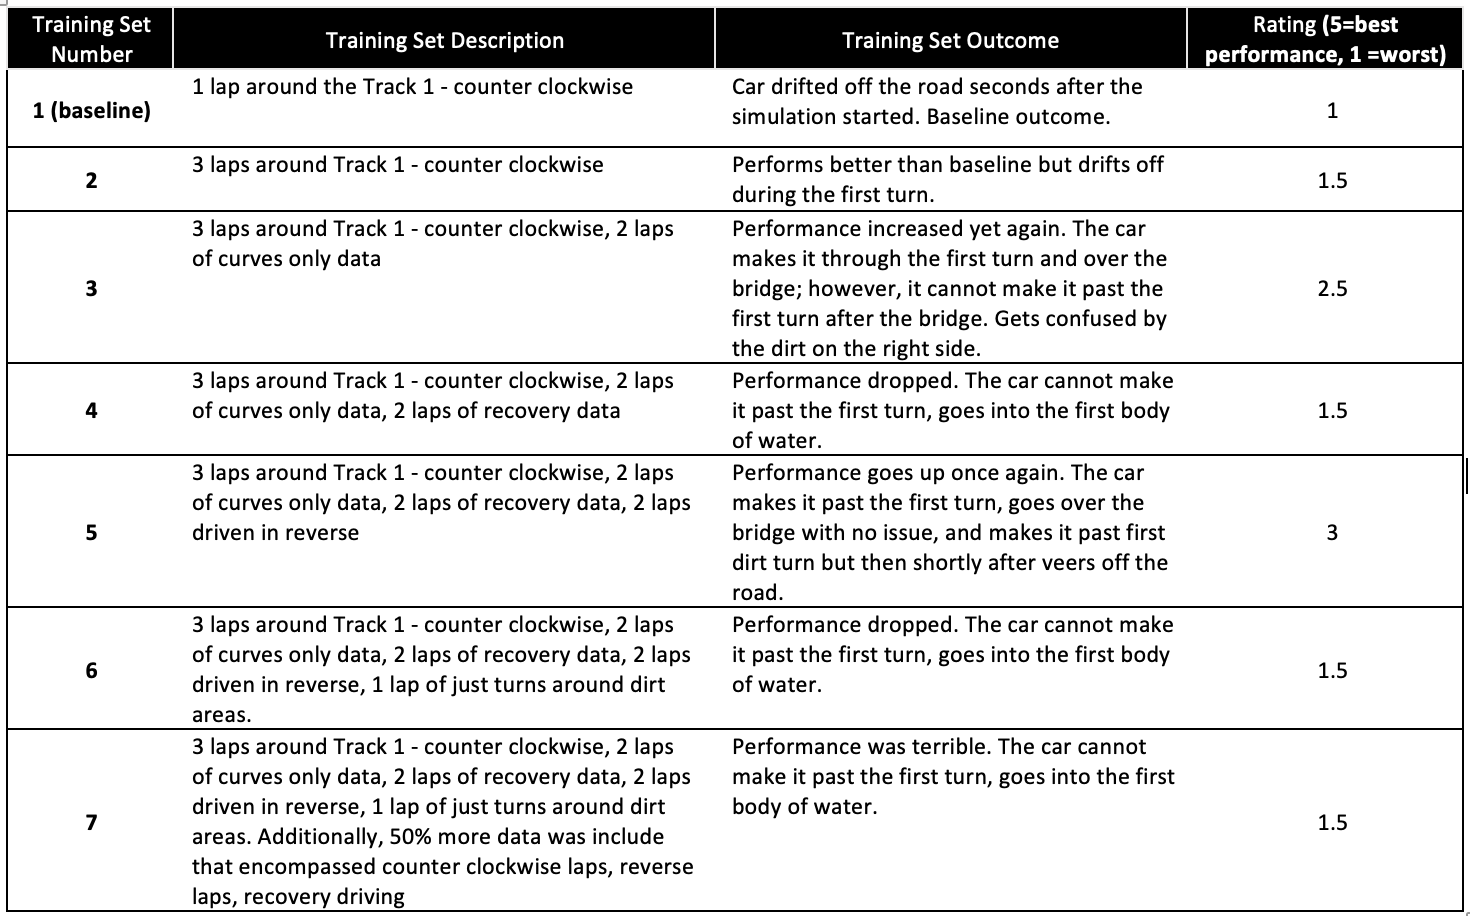 Training Set Number
Training Set Description
Training Set Outcome
Rating (5=best performance, 1 =worst)
1 (baseline)
1 lap around the Track 1 - counter clockwise
Car drifted off the road seconds after the
simulation started. Baseline outcome.
1
2
3 laps around Track 1 - counter clockwise
Performs better than baseline but drifts off
during the first turn.
1.5
3
3 laps around Track 1 - counter clockwise, 2 laps
of curves only data
Performance increased yet again. The car
makes it through the first turn and over the
bridge; however, it cannot make it past the
first turn after the bridge. Gets confused by
the dirt on the right side.
2.5
4
3 laps around Track 1 - counter clockwise, 2 laps
of curves only data, 2 laps of recovery data
Performance dropped. The car cannot make
it past the first turn, goes into the first body
of water.
1.5
5
3 laps around Track 1 - counter clockwise, 2 laps
of curves only data, 2 laps of recovery data, 2 laps
driven in reverse
Performance goes up once again. The car
makes it past the first turn, goes over the
bridge with no issue, and makes it past first
dirt turn but then shortly after veers off the
road.
3
6
3 laps around Track 1 - counter clockwise, 2 laps
of curves only data, 2 laps of recovery data, 2 laps
driven in reverse, 1 lap of just turns around dirt
areas.
Performance dropped. The car cannot make
it past the first turn, goes into the first body
of water.
1.5
7
3 laps around Track 1 - counter clockwise, 2 laps
of curves only data, 2 laps of recovery data, 2 laps
driven in reverse, 1 lap of just turns around dirt
areas. Additionally, 50% more data was include
that encompassed counter clockwise laps, reverse
laps, recovery driving
Performance was terrible. The car cannot
make it past the first turn, goes into the first
body of water.
1.5